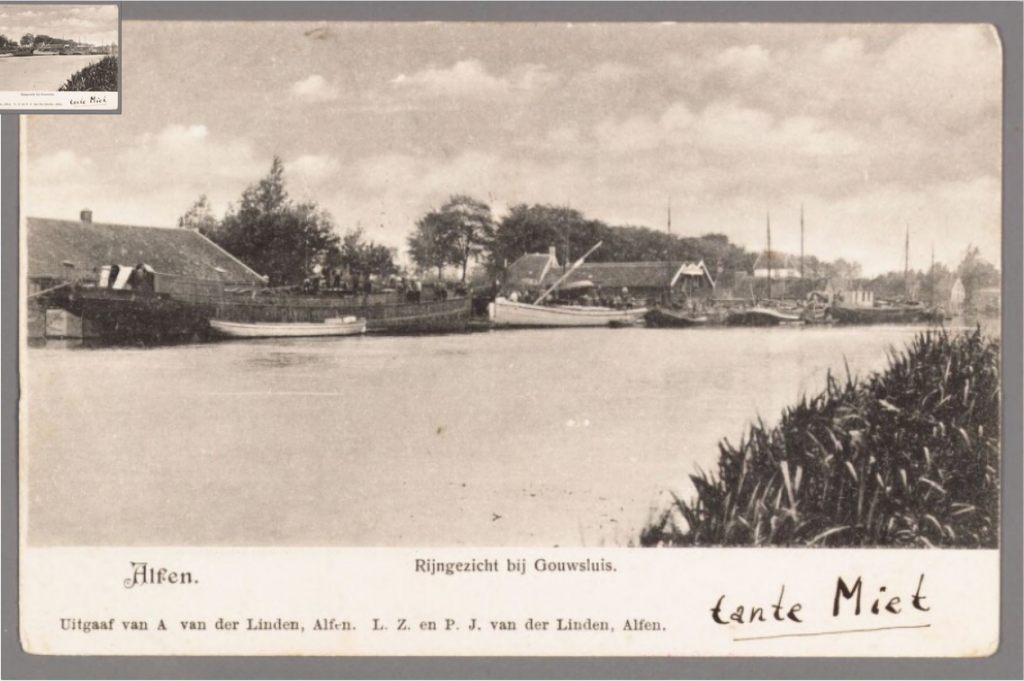 Alfen.
Rijngezicht bij Gouwsluis.
Uitgaaf van A van der Linden, Alfen. L. Z. en P. J. van der Linden, Alfen.
tante Miet